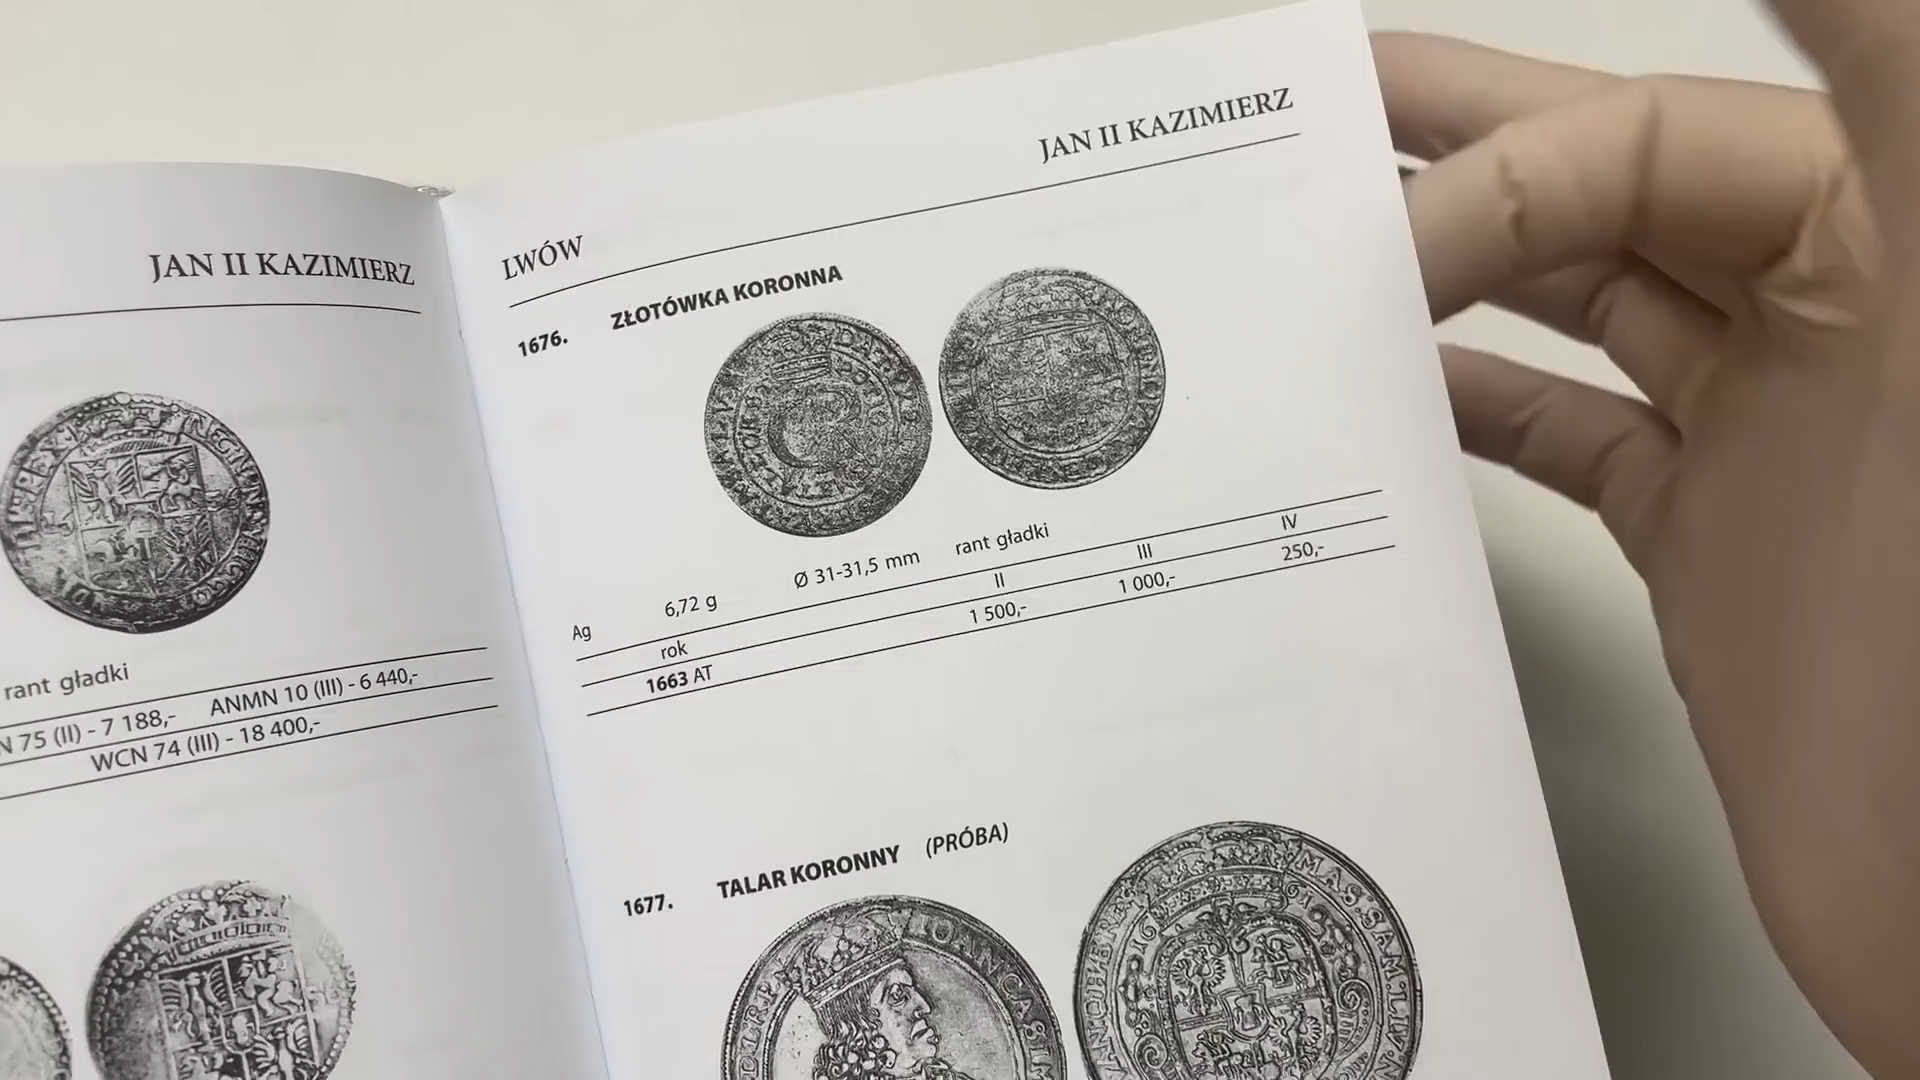 JAN II KAZIMIERZ
rant gładki
75 (II) - 7 188,- ANMN 10 (III) - 6 440,-
WCN 74 (III) - 18 400,-
JAN II KAZIMIERZ
LWÓW
1676. ZŁOTÓWKA KORONNA
Ag 6,72 g Ø 31-31,5 mm rant gładki
rok II III IV
1663 AT 1 500,- 1 000,- 250,-
1677. TALAR KORONNY (PRÓBA)